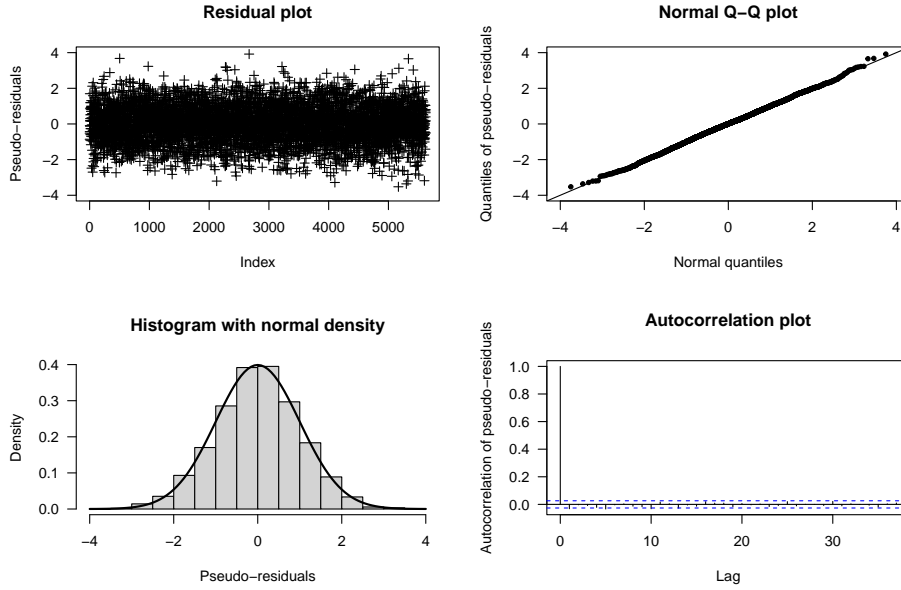 Residual plot
Pseudo−residuals
4
2
0
−2
−4
0 1000 2000 3000 4000 5000
Index
Normal Q−Q plot
Quantiles of pseudo−residuals
4
2
0
−2
−4
−4 −2 0 2 4
Normal quantiles
Histogram with normal density
Density
0.4
0.3
0.2
0.1
0.0
−4 −2 0 2 4
Pseudo−residuals
Autocorrelation plot
Autocorrelation of pseudo−residuals
1.0
0.8
0.6
0.4
0.2
0.0
0 10 20 30
Lag